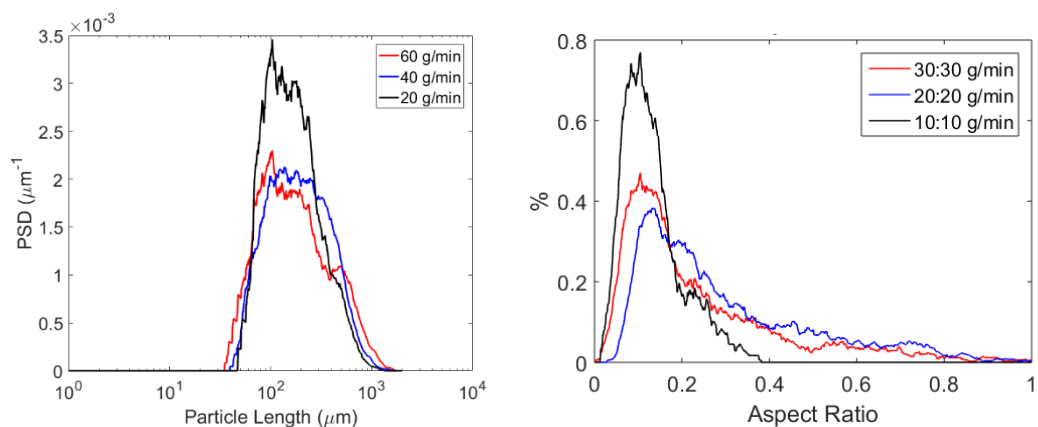 ×10⁻³
3.5
3
2.5
2
1.5
1
0.5
0
PSD (μm⁻¹)
60 g/min
40 g/min
20 g/min
10⁰ 10¹ 10² 10³ 10⁴
Particle Length (μm)
0.8
0.6
0.4
0.2
0
%
30:30 g/min
20:20 g/min
10:10 g/min
0 0.2 0.4 0.6 0.8 1
Aspect Ratio